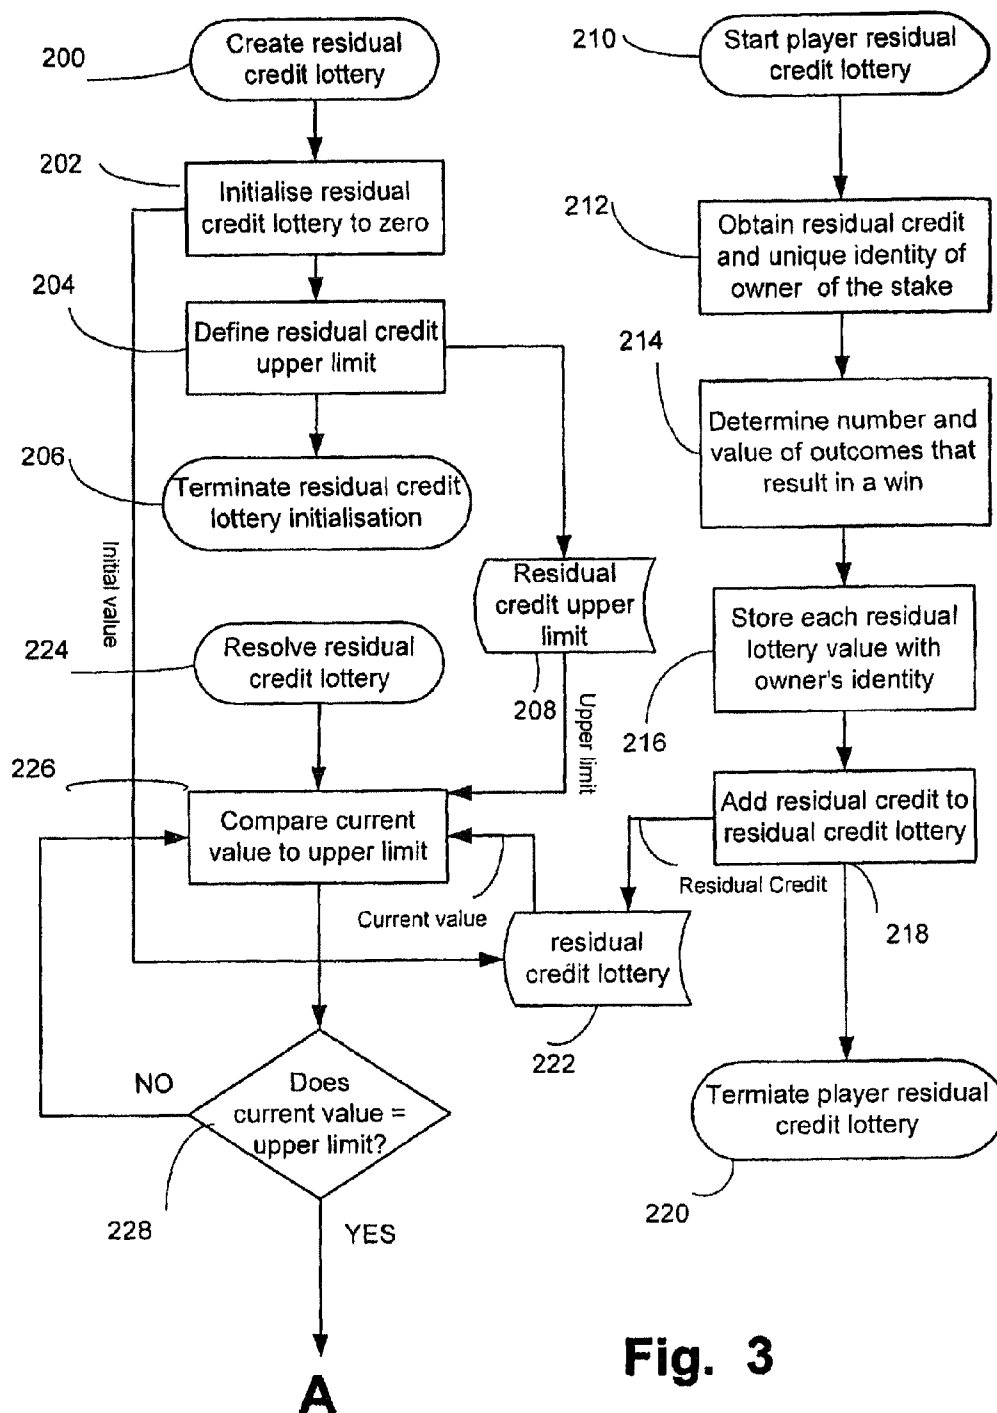 200
Create residual
credit lottery
202
Initialise residual
credit lottery to zero
204
Define residual credit
upper limit
206
Terminate residual credit
lottery initialisation
Initial value
Residual
credit upper
limit
208
Upper limit
224
Resolve residual
credit lottery
226
Compare current
value to upper limit
Current value
residual
credit lottery
222
NO
Does
current value =
upper limit?
228
YES
A
210
Start player residual
credit lottery
212
Obtain residual credit
and unique identity of
owner of the stake
214
Determine number and
value of outcomes that
result in a win
Store each residual
lottery value with
owner's identity
216
Add residual credit to
residual credit lottery
Residual Credit
218
Termiate player residual
credit lottery
220
Fig. 3